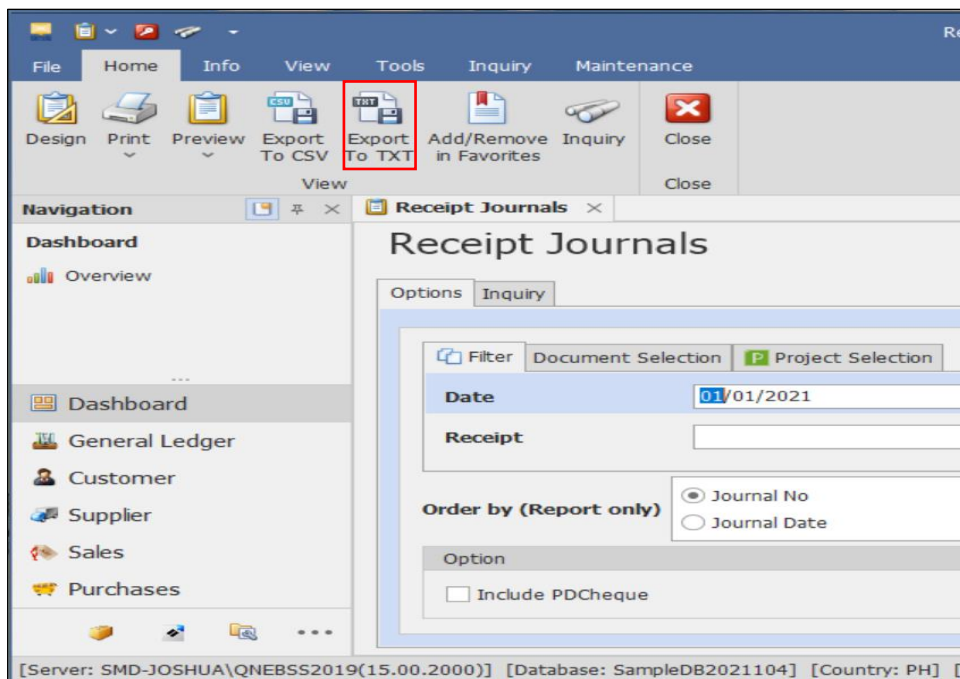 Re
File Home Info View Tools Inquiry Maintenance
CSV TXT
Design Print Preview Export To CSV Export To TXT Add/Remove in Favorites Inquiry Close
View Close
Navigation
Receipt Journals
Dashboard
Receipt Journals
Overview
Options Inquiry
Filter Document Selection P Project Selection
Date 01/01/2021
Receipt
Order by (Report only)
Journal No
Journal Date
Option
Include PDCheque
Dashboard
General Ledger
Customer
Supplier
Sales
Purchases
[Server: SMD-JOSHUA\QNEBSS2019(15.00.2000)] [Database: SampleDB2021104] [Country: PH] [